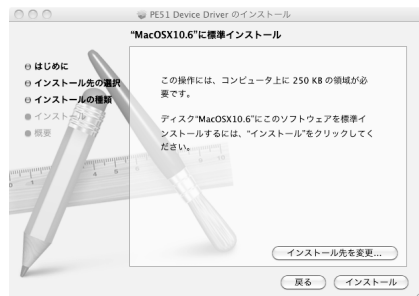 PE51 Device Driver のインストール
“MacOSX10.6”に標準インストール
はじめに
インストール先の選択
インストールの種類
インストール
概要
この操作には、コンピュータ上に 250 KB の領域が必
要です。
ディスク“MacOSX10.6”にこのソフトウェアを標準イ
ンストールするには、“インストール”をクリックしてく
ださい。
インストール先を変更...
戻る
インストール